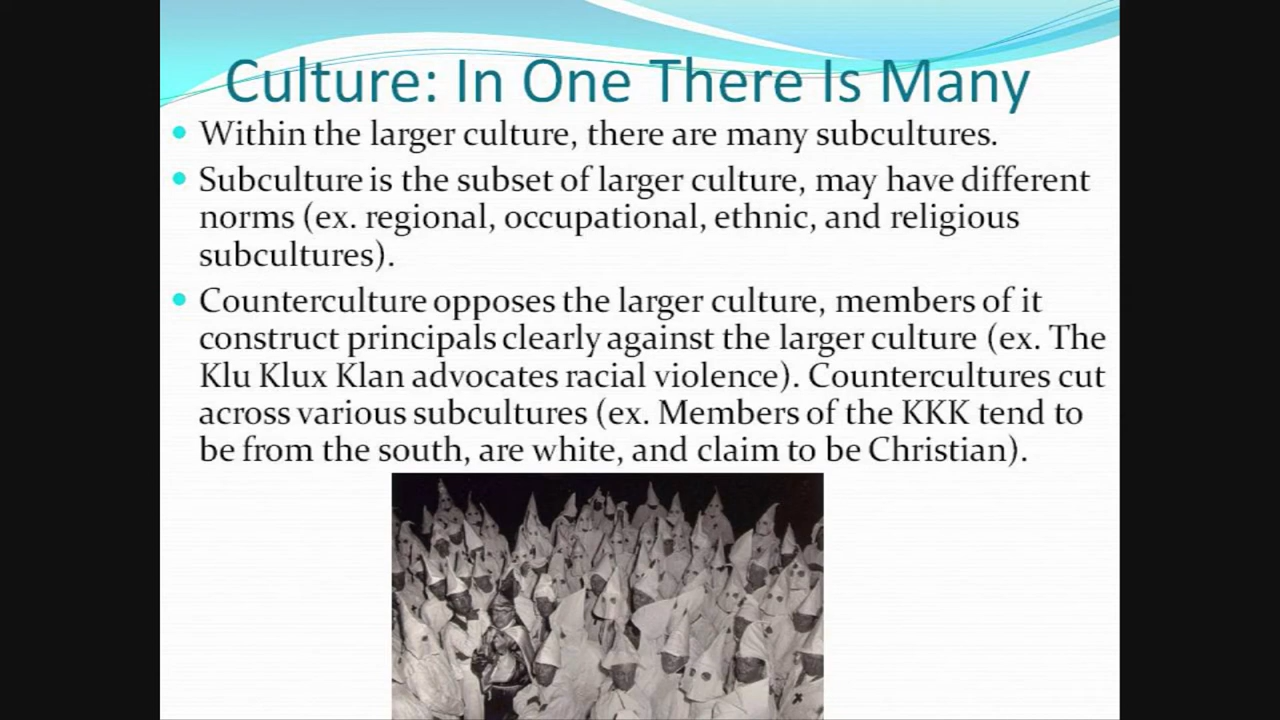 Culture: In One There Is Many
Within the larger culture, there are many subcultures.
Subculture is the subset of larger culture, may have different
norms (ex. regional, occupational, ethnic, and religious
subcultures).
Counterculture opposes the larger culture, members of it
construct principals clearly against the larger culture (ex. The
Klu Klux Klan advocates racial violence). Countercultures cut
across various subcultures (ex. Members of the KKK tend to
be from the south, are white, and claim to be Christian).